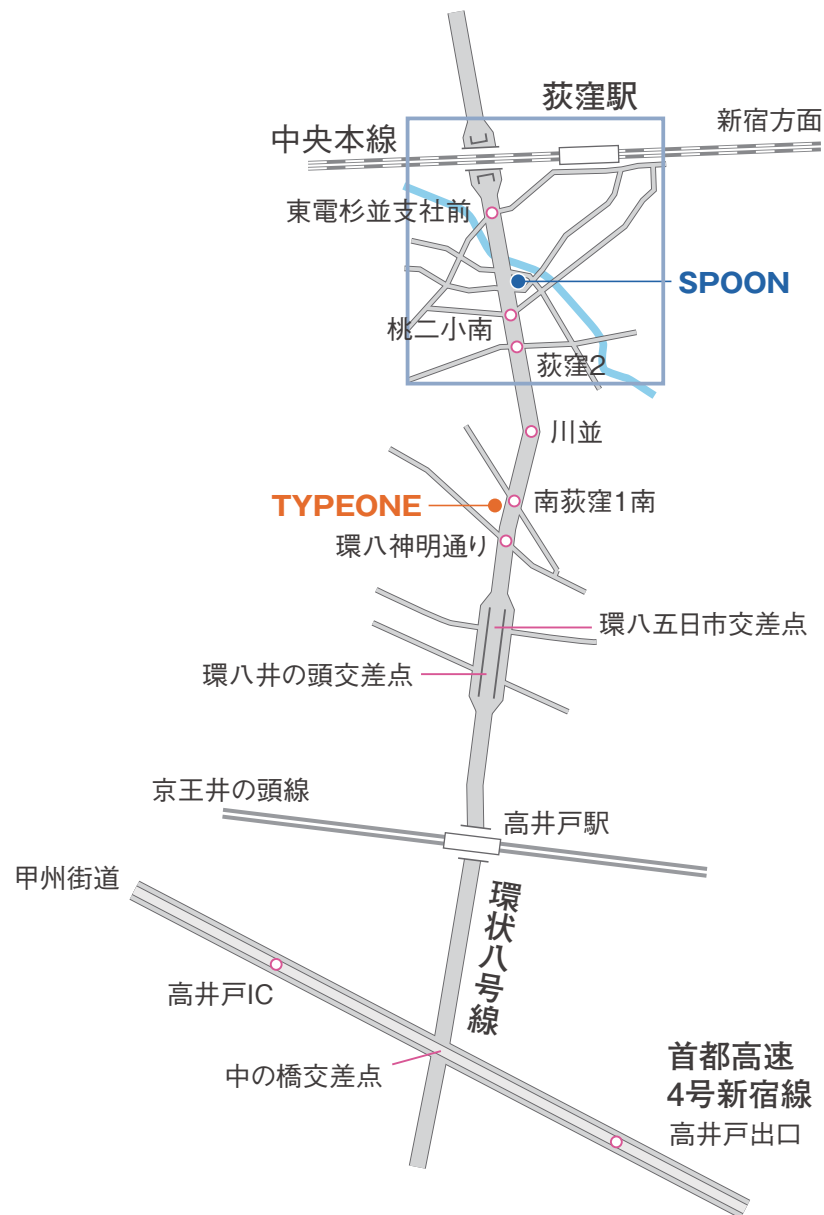 荻窪駅
新宿方面
中央本線
東電杉並支社前
SPOON
桃二小南
荻窪2
川並
TYPEONE
南荻窪1南
環八神明通り
環八五日市交差点
環八井の頭交差点
京王井の頭線
高井戸駅
甲州街道
環状八号線
高井戸IC
中の橋交差点
首都高速
4号新宿線
高井戸出口